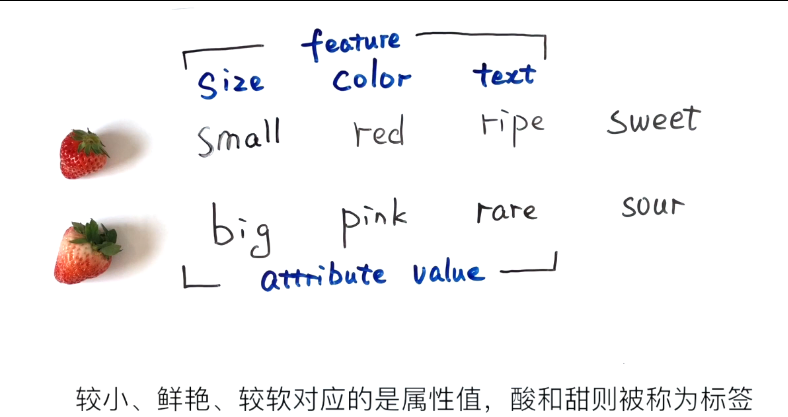 feature
size color text
small red ripe sweet
big pink rare sour
attribute value
较小、鲜艳、较软对应的是属性值，酸和甜则被称为标签